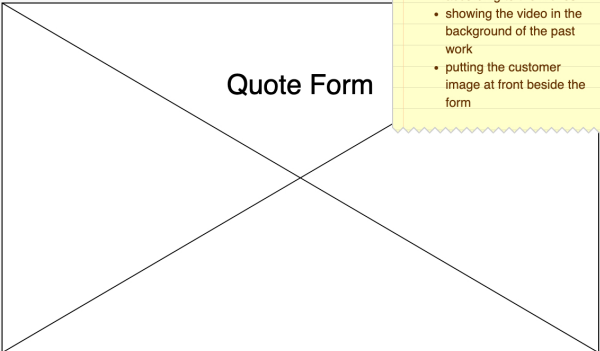 showing the video in the
background of the past
work
putting the customer
image at front beside the
form
Quote Form